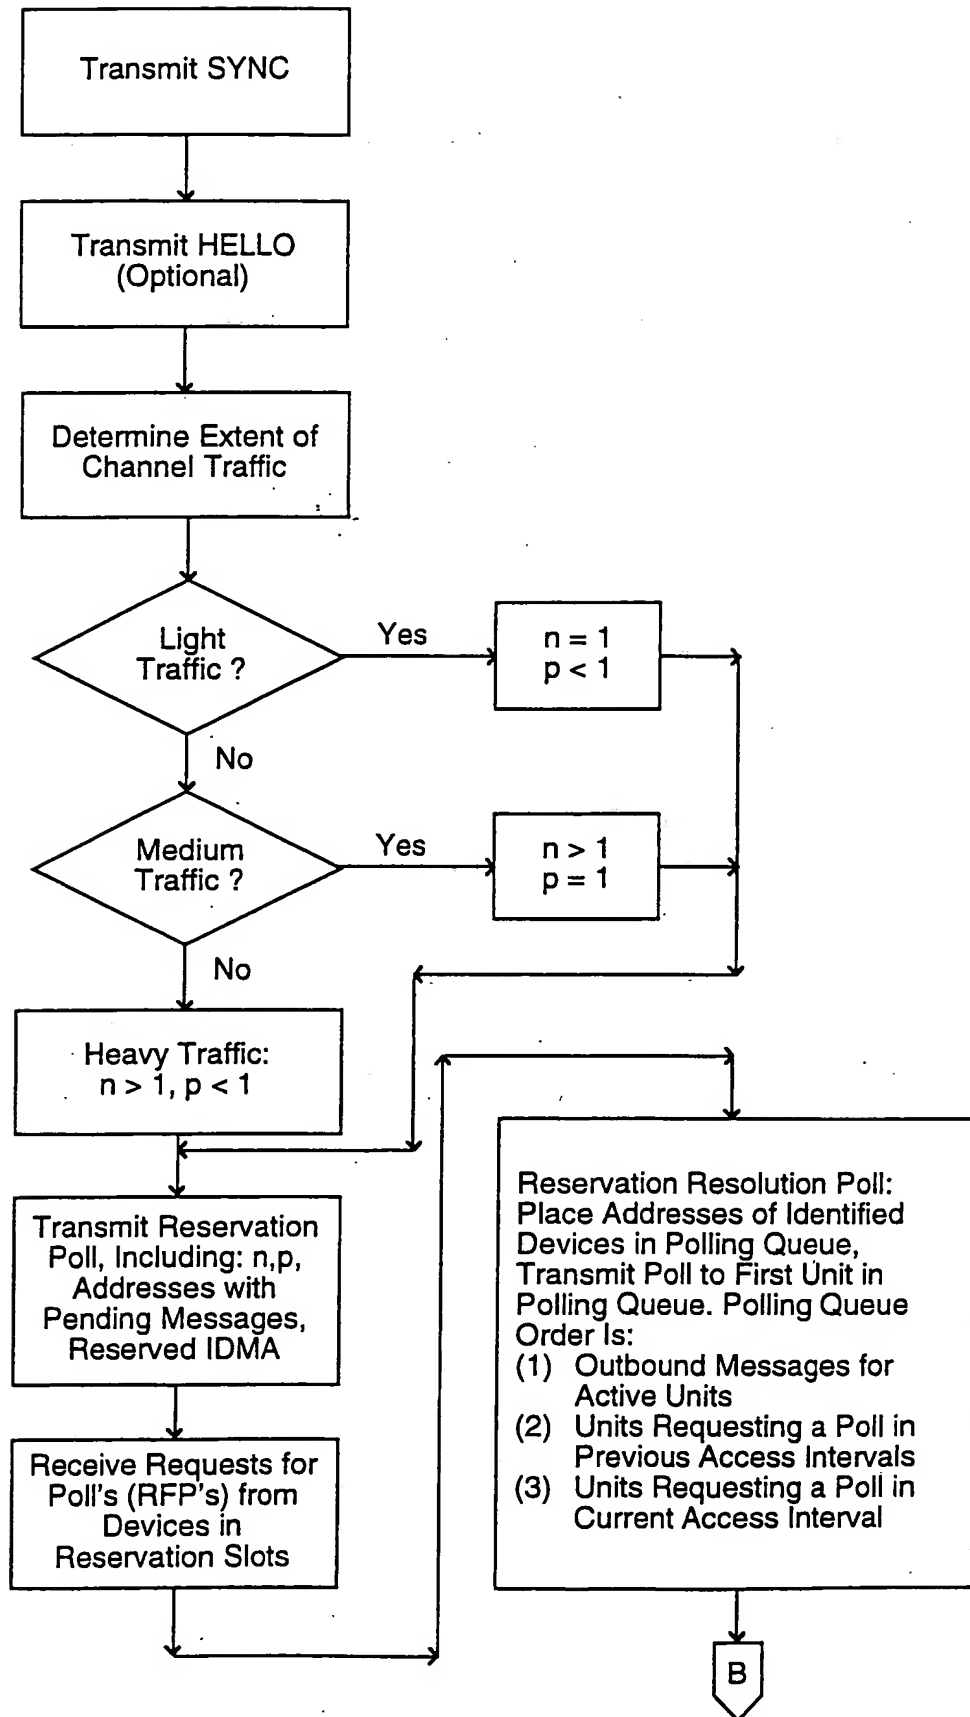 Transmit SYNC
Transmit HELLO
(Optional)
Determine Extent of
Channel Traffic
Light
Traffic ?
Yes
n = 1
p < 1
No
Medium
Traffic ?
Yes
n > 1
p = 1
No
Heavy Traffic:
n > 1, p < 1
Transmit Reservation
Poll, Including: n,p,
Addresses with
Pending Messages,
Reserved IDMA
Receive Requests for
Poll's (RFP's) from
Devices in
Reservation Slots
Reservation Resolution Poll:
Place Addresses of Identified
Devices in Polling Queue,
Transmit Poll to First Unit in
Polling Queue. Polling Queue
Order Is:
(1) Outbound Messages for
Active Units
(2) Units Requesting a Poll in
Previous Access Intervals
(3) Units Requesting a Poll in
Current Access Interval
B